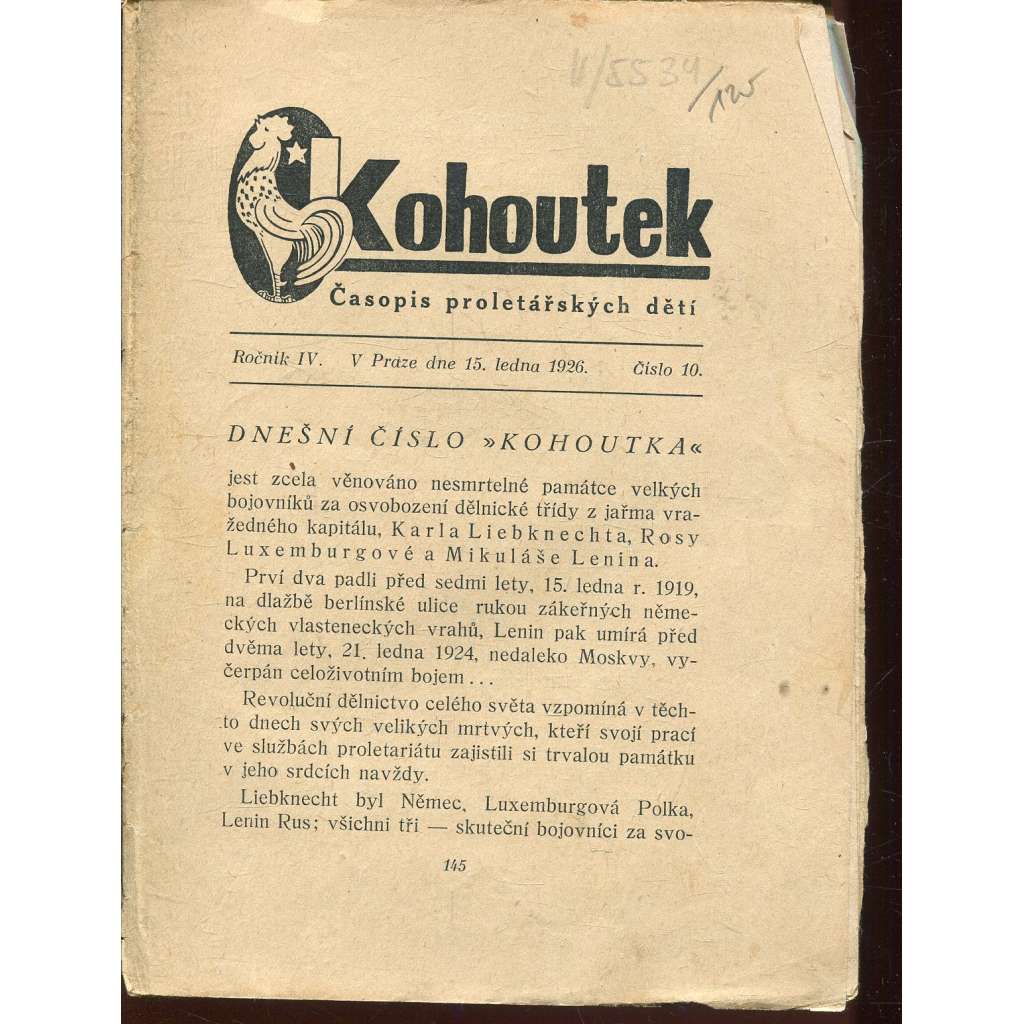 V/5534
/120
Kohoutek
Časopis proletářských dětí
Ročník IV. V Praze dne 15. ledna 1926. Číslo 10.
DNEŠNÍ ČÍSLO »KOHOUTKA«
jest zcela věnováno nesmrtelné památce velkých
bojovníků za osvobození dělnické třídy z jařma vra-
žedného kapitálu, Karla Liebknechta, Rosy
Luxemburgové a Mikuláše Lenina.
Prví dva padli před sedmi lety, 15. ledna r. 1919,
na dlažbě berlínské ulice rukou zákeřných něme-
ckých vlasteneckých vrahů, Lenin pak umírá před
dvěma lety, 21. ledna 1924, nedaleko Moskvy, vy-
čerpán celoživotním bojem...
Revoluční dělnictvo celého světa vzpomíná v těch-
to dnech svých velikých mrtvých, kteří svojí prací
ve službách proletariátu zajistili si trvalou památku
v jeho srdcích navždy.
Liebknecht byl Němec, Luxemburgová Polka,
Lenin Rus; všichni tři — skuteční bojovníci za svo-
145